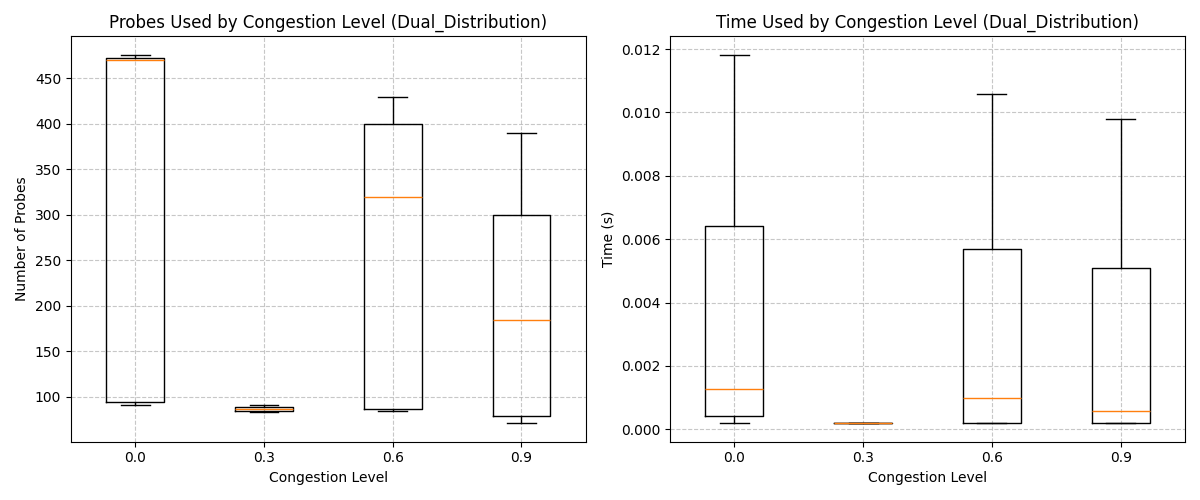 Probes Used by Congestion Level (Dual_Distribution)
Number of Probes
450
400
350
300
250
200
150
100
0.0 0.3 0.6 0.9
Congestion Level
Time Used by Congestion Level (Dual_Distribution)
Time (s)
0.012
0.010
0.008
0.006
0.004
0.002
0.000
0.0 0.3 0.6 0.9
Congestion Level